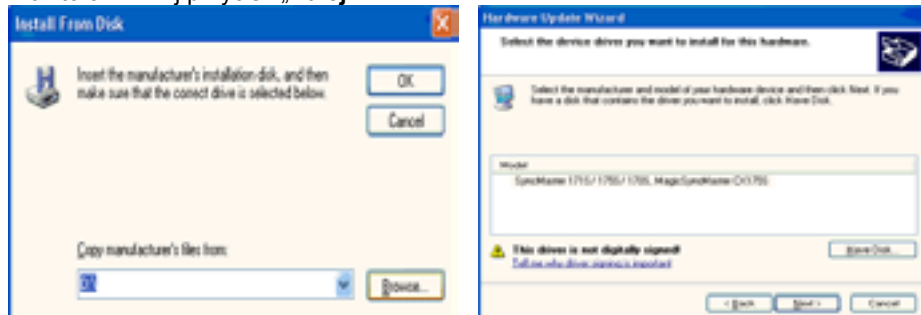 Install From Disk
Insert the manufacturer's installation disk, and then
make sure that the correct drive is selected below.
OK
Cancel
Copy manufacturer's files from:
Browse...
Hardware Update Wizard
Select the device driver you want to install for this hardware.
Select the manufacturer and model of your hardware device and then click Next. If you
have a disk that contains the driver you want to install, click Have Disk.
Model
This driver is not digitally signed!
Tell me why driver signing is important
Have Disk...
< Back
Next >
Cancel